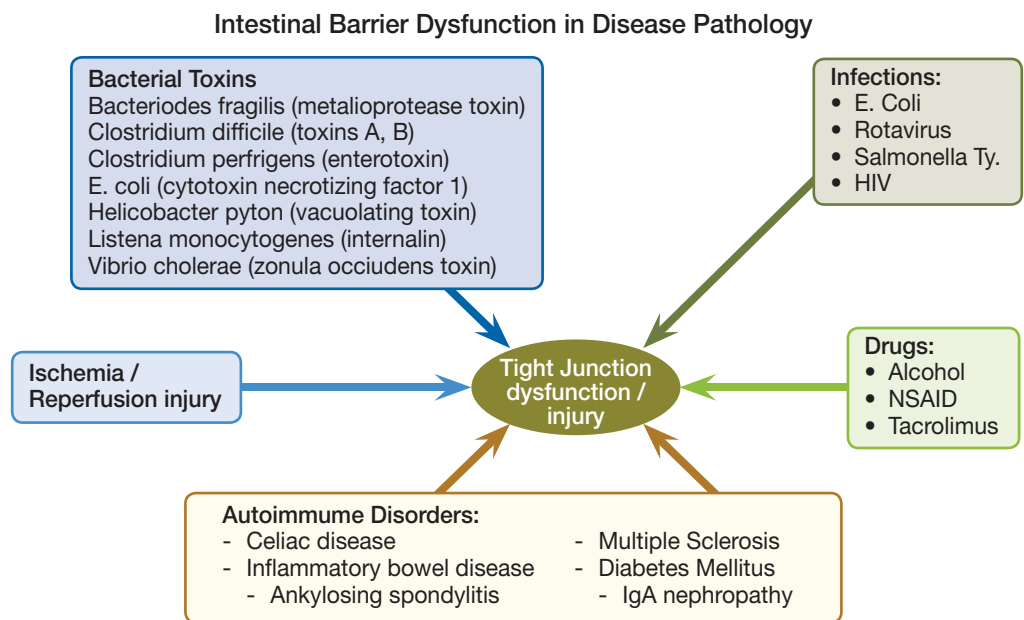 Intestinal Barrier Dysfunction in Disease Pathology
Bacterial Toxins
Bacteriodes fragilis (metalioprotease toxin)
Clostridium difficile (toxins A, B)
Clostridium perfrigens (enterotoxin)
E. coli (cytotoxin necrotizing factor 1)
Helicobacter pyton (vacuolating toxin)
Listena monocytogenes (internalin)
Vibrio cholerae (zonula occiudens toxin)
Infections:
• E. Coli
• Rotavirus
• Salmonella Ty.
• HIV
Ischemia /
Reperfusion injury
Tight Junction
dysfunction /
injury
Drugs:
• Alcohol
• NSAID
• Tacrolimus
Autoimmume Disorders:
- Celiac disease
- Inflammatory bowel disease
- Ankylosing spondylitis
- Multiple Sclerosis
- Diabetes Mellitus
- IgA nephropathy